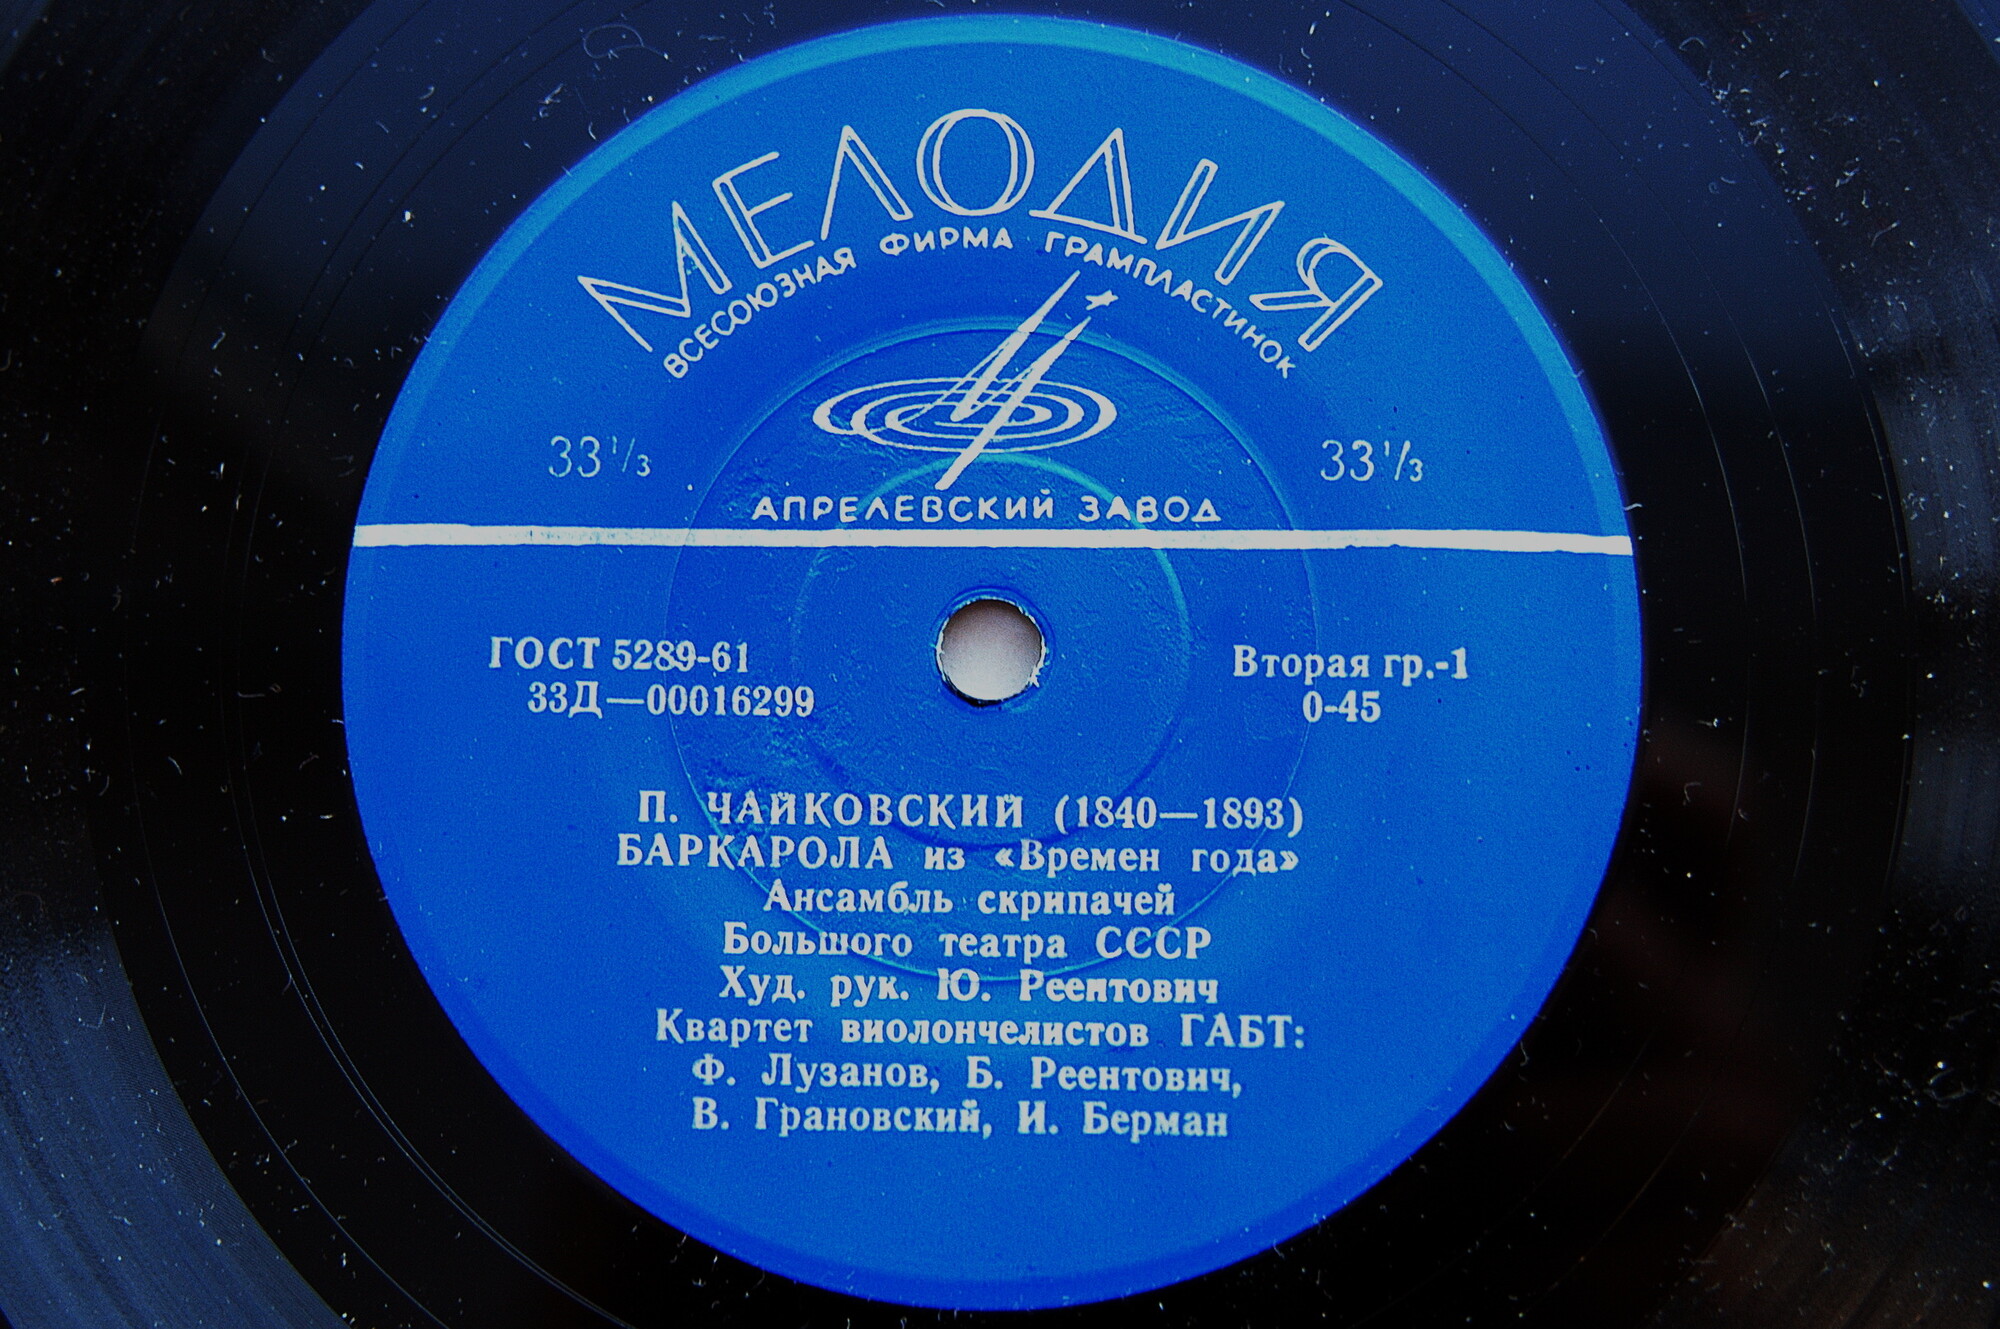 МЕЛОДИЯ
ВСЕСОЮЗНАЯ ФИРМА ГРАМПЛАСТИНОК
33⅓ 33⅓
АПРЕЛЕВСКИЙ ЗАВОД
ГОСТ 5289-61 Вторая гр.-1
33Д—00016299 0-45
П. ЧАЙКОВСКИЙ (1840—1893)
БАРКАРОЛА из «Времен года»
Ансамбль скрипачей
Большого театра СССР
Худ. рук. Ю. Реентович
Квартет виолончелистов ГАБТ:
Ф. Лузанов, Б. Реентович,
В. Грановский, И. Берман